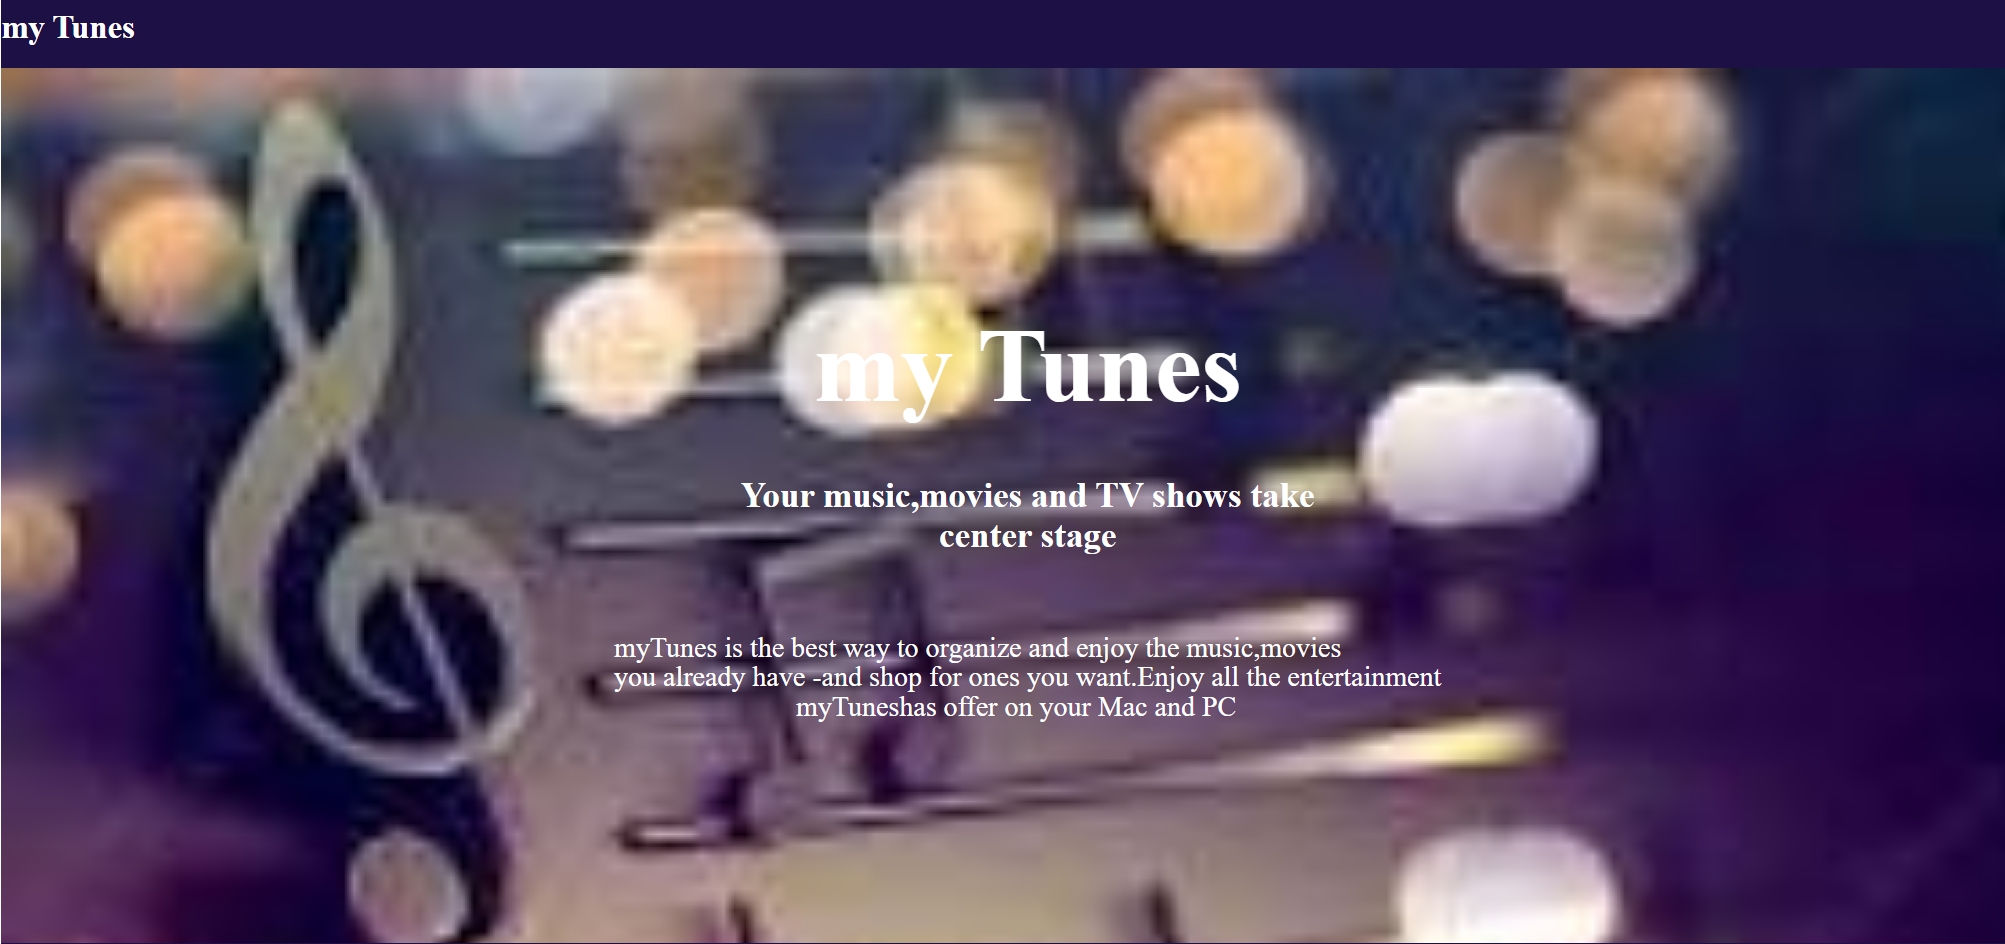 my Tunes
my Tunes
Your music,movies and TV shows take
center stage
myTunes is the best way to organize and enjoy the music,movies
you already have -and shop for ones you want.Enjoy all the entertainment
myTuneshas offer on your Mac and PC